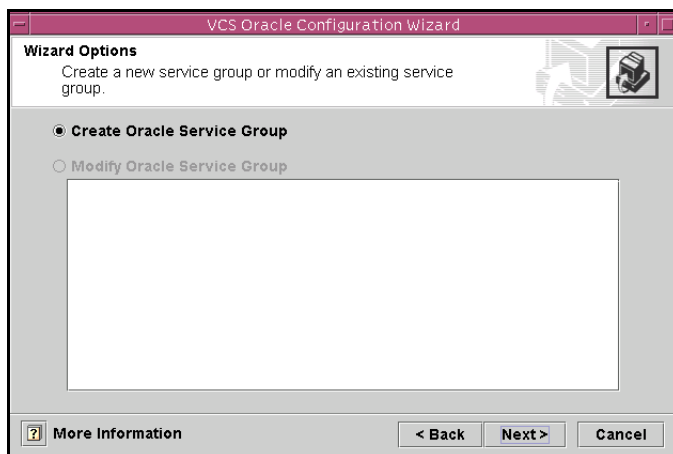 VCS Oracle Configuration Wizard
Wizard Options
Create a new service group or modify an existing service
group.
Create Oracle Service Group
Modify Oracle Service Group
? More Information
< Back
Next >
Cancel